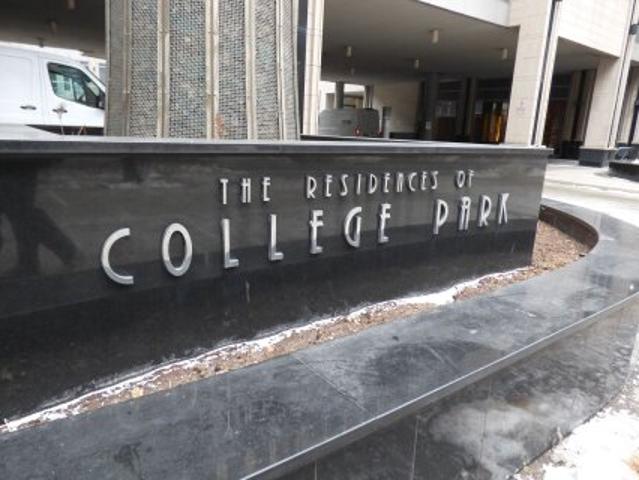 THE RESIDENCES OF
COLLEGE PARK